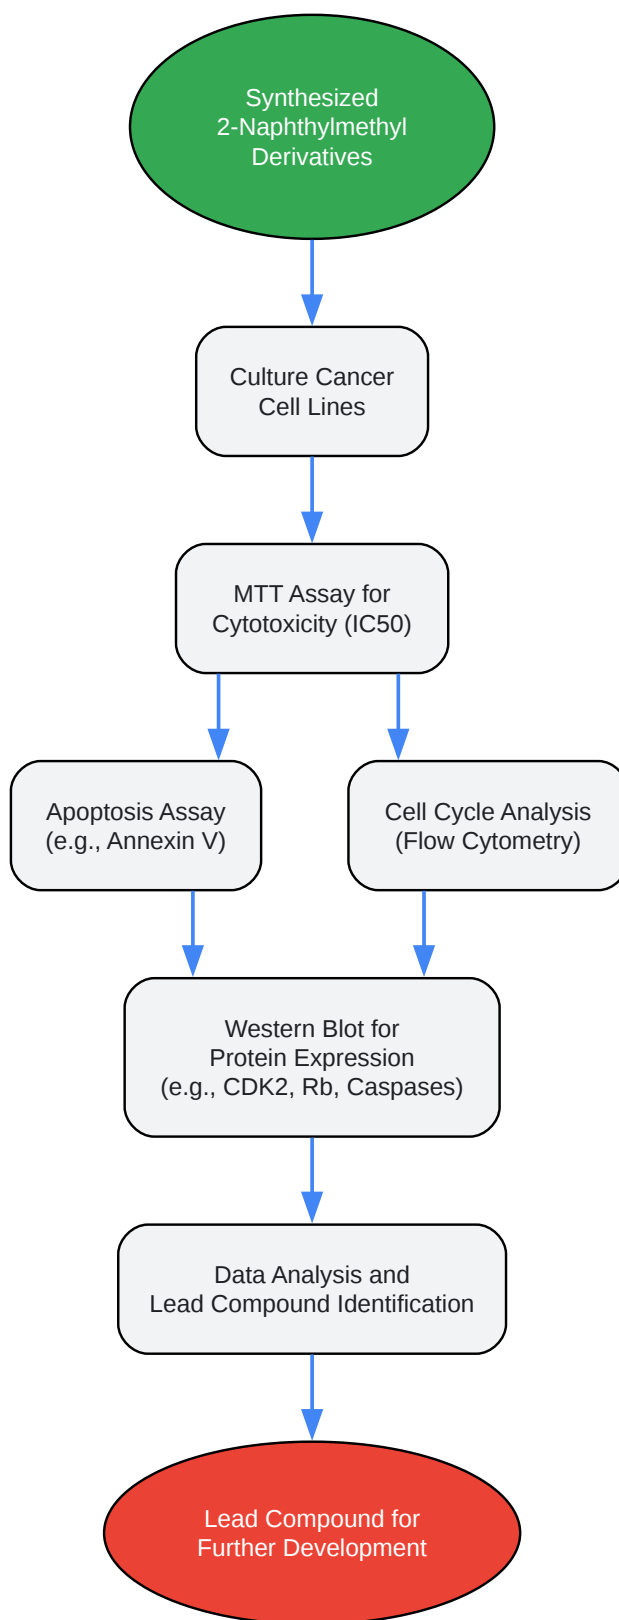 Synthesized
2-Naphthylmethyl
Derivatives
Culture Cancer
Cell Lines
MTT Assay for
Cytotoxicity (IC50)
Apoptosis Assay
(e.g., Annexin V)
Cell Cycle Analysis
(Flow Cytometry)
Western Blot for
Protein Expression
(e.g., CDK2, Rb, Caspases)
Data Analysis and
Lead Compound Identification
Lead Compound for
Further Development